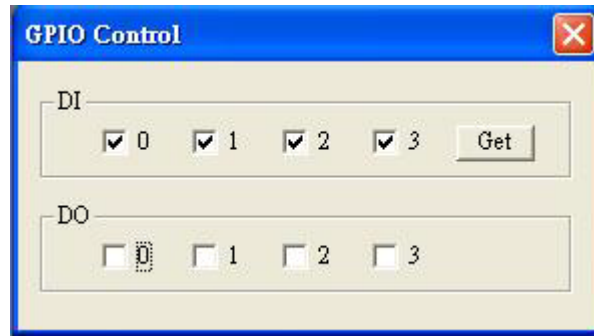 GPIO Control
DI
0 1 2 3 Get
DO
0 1 2 3